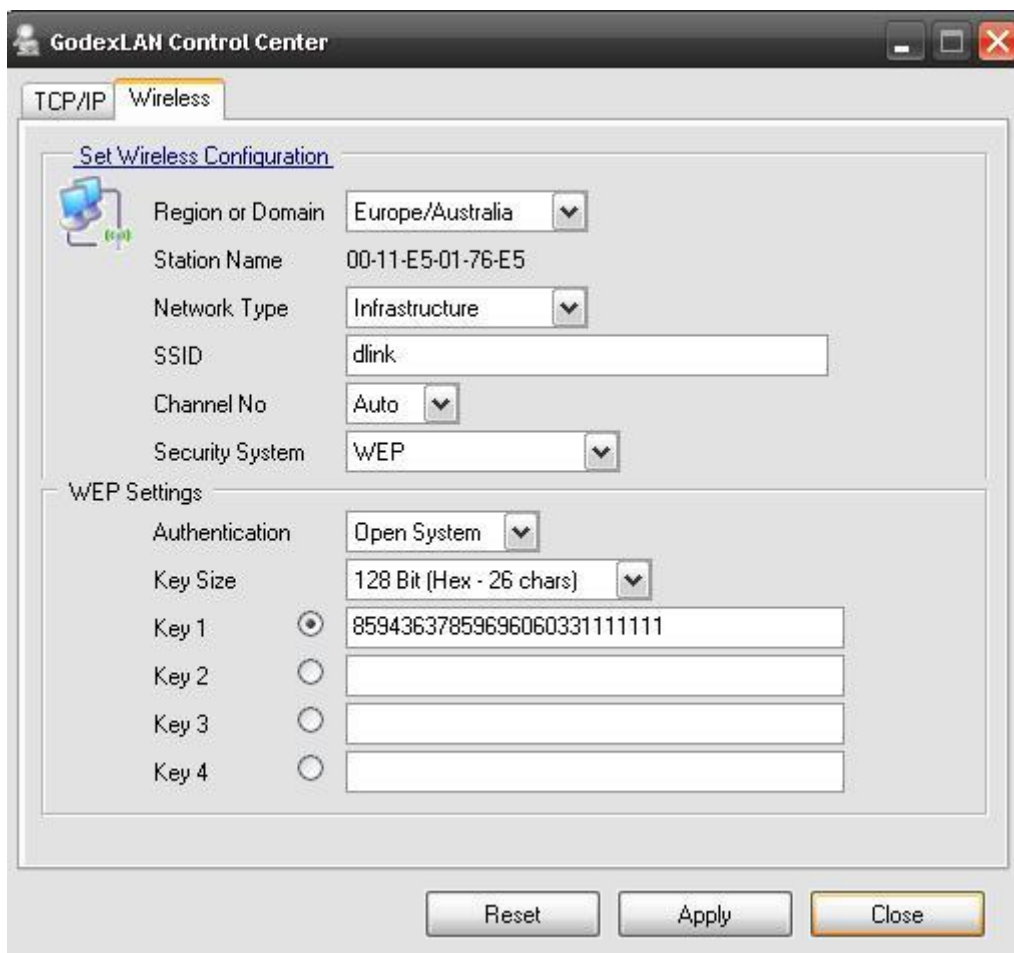 GodexLAN Control Center
TCP/IP Wireless
Set Wireless Configuration
Region or Domain Europe/Australia
Station Name 00-11-E5-01-76-E5
Network Type Infrastructure
SSID dlink
Channel No Auto
Security System WEP
WEP Settings
Authentication Open System
Key Size 128 Bit (Hex - 26 chars)
Key 1 85943637859696060331111111
Key 2
Key 3
Key 4
Reset Apply Close